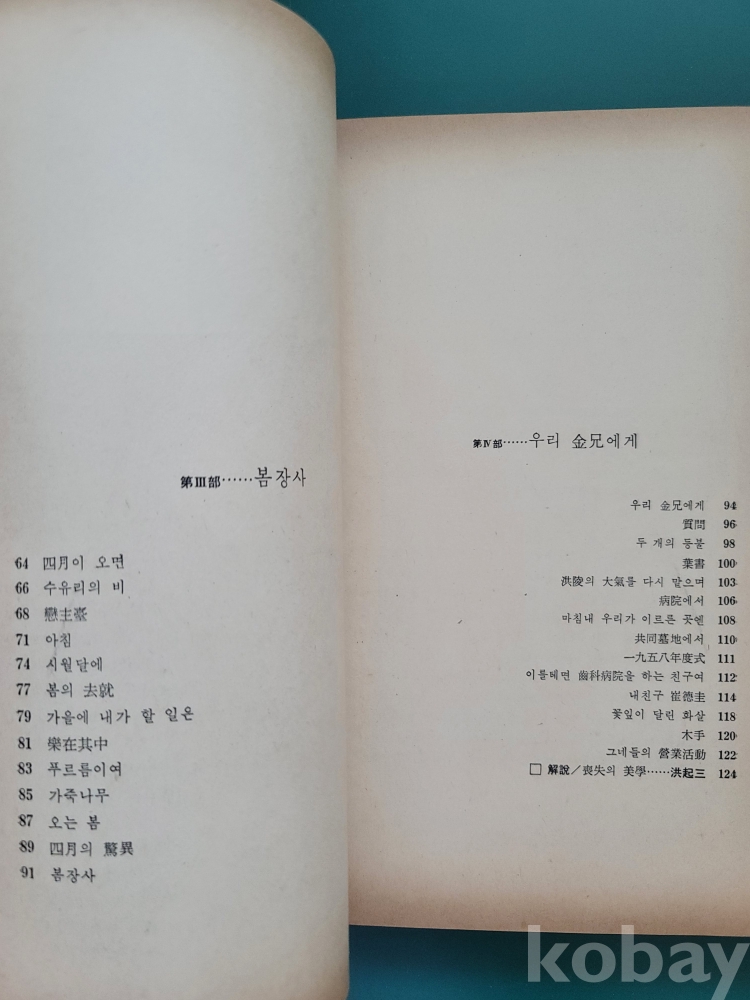 第Ⅲ部……봄장사
64 四月이 오면
66 수유리의 비
68 戀主臺
71 아침
74 시월달에
77 봄의 去就
79 가을에 내가 할 일은
81 樂在其中
83 푸르름이여
85 가죽나무
87 오는 봄
89 四月의 驚異
91 봄장사
第Ⅳ部……우리 金兄에게
우리 金兄에게 94
質問 96
두 개의 등불 98
葉書 100
洪陵의 大氣를 다시 맡으며 103
病院에서 106
마침내 우리가 이르른 곳엔 108
共同墓地에서 110
一九五八年度式 111
이를테면 齒科病院을 하는 친구여 112
내친구 崔德圭 114
꽃잎이 달린 화살 118
木手 120
그네들의 營業活動 122
□ 解說/喪失의 美學……洪起三 124
kobay